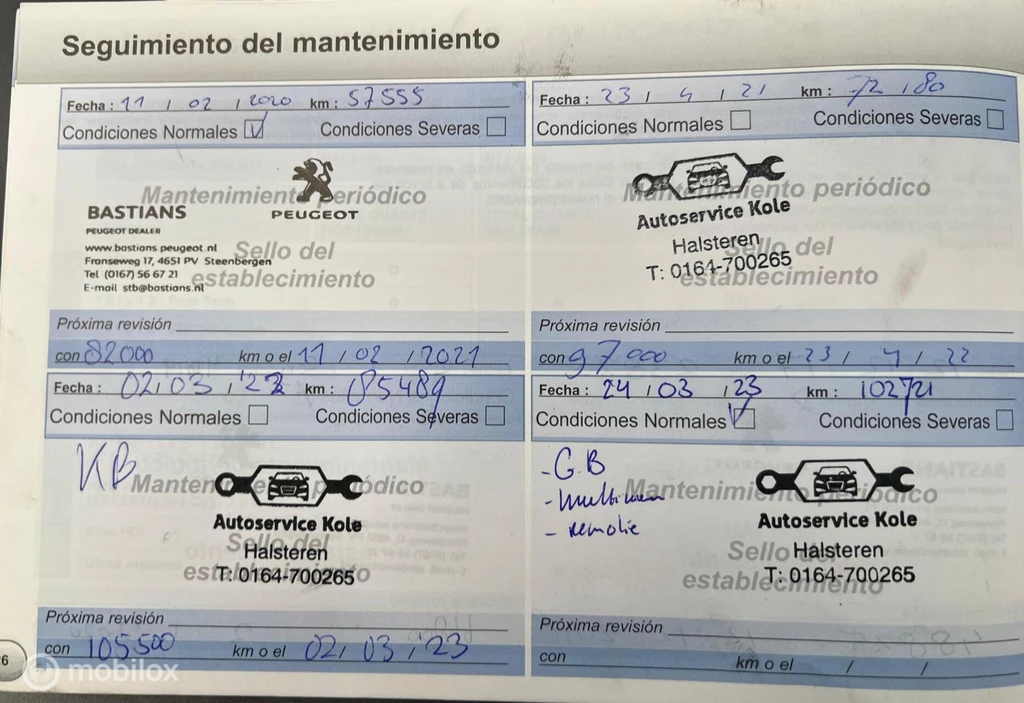 Seguimiento del mantenimiento
Fecha : 11 / 02 / 2020 km : 57555
Condiciones Normales Condiciones Severas
Mantenimiento periódico
BASTIANS
PEUGEOT
PEUGEOT DEALER
www.bastians peugeot.nl
Sello del
Franseweg 17, 4651 PV Steenbergen
Tel (0167) 56 67 21
establecimiento
E-mail stb@bastians.nl
Próxima revisión
con 82000 km o el 11 / 02 / 2021
Fecha : 23 / 4 / 21 km : 72 180
Condiciones Normales Condiciones Severas
Mantenimiento periódico
Autoservice Kole
Halsteren
Sello del
T: 0164-700265
establecimiento
Próxima revisión
con 97000 km o el 23 / 4 / 22
Fecha : 02 / 03 / '22 km : 85489
Condiciones Normales Condiciones Severas
KB
Mantenimiento periódico
Autoservice Kole
Sello del
Halsteren
establecimiento
T: 0164-700265
Próxima revisión
con 105500 km o el 02 / 03 / '23
Fecha : 24 / 03 / 23 km : 102721
Condiciones Normales Condiciones Severas
- G.B
Mantenimiento periódico
-
- remolie
Autoservice Kole
Sello del
Halsteren
establecimiento
T: 0164-700265
Próxima revisión
con km o el / /
26
mobilox